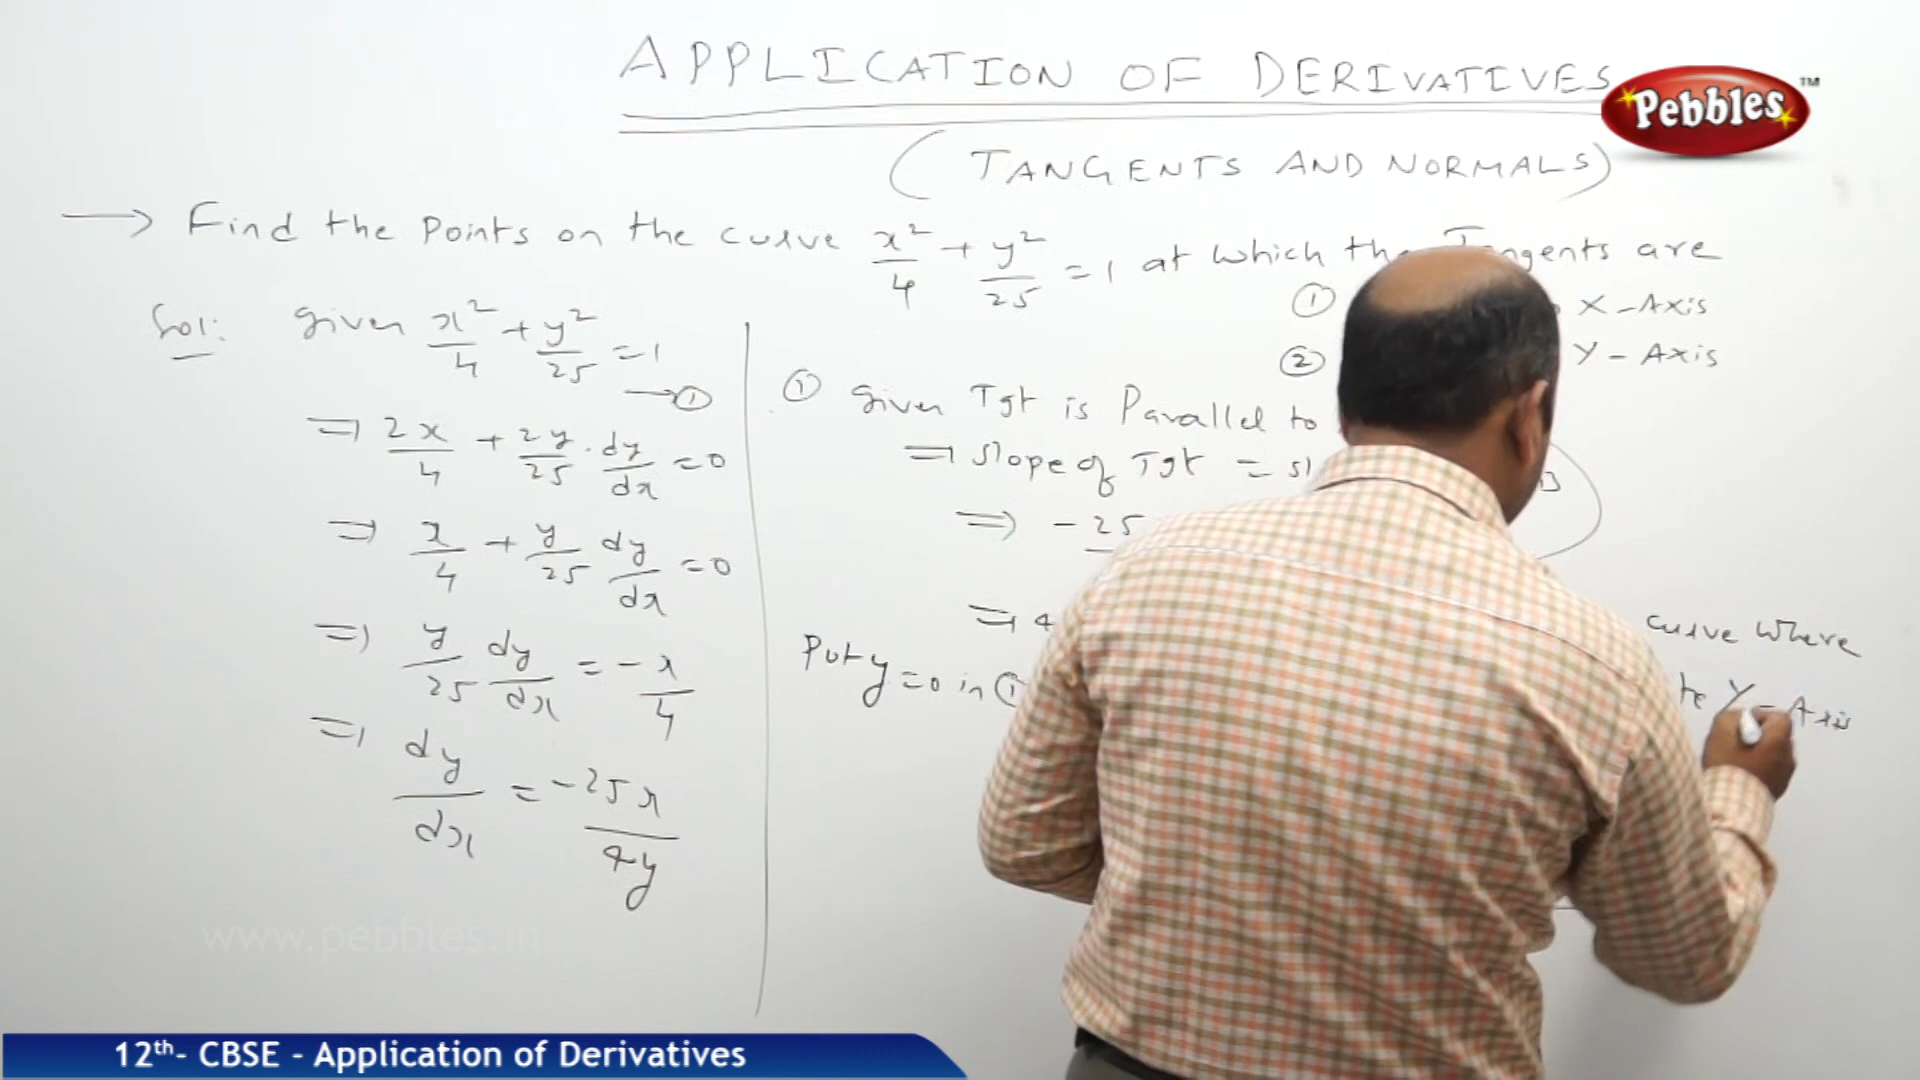 APPLICATION OF DERIVATIVES
Pebbles™
(TANGENTS AND NORMALS)
→ Find the Points on the curve x²/4 + y²/25 = 1 at which the Tangents are
① X-Axis
② Y-Axis
Sol: Given x²/4 + y²/25 = 1 → ①
⇒ 2x/4 + 2y/25 · dy/dx = 0
⇒ x/4 + y/25 dy/dx = 0
⇒ y/25 dy/dx = -x/4
⇒ dy/dx = -25x/4y
① Given Tgt is Parallel to
⇒ Slope of Tgt = Sl
⇒ -25
⇒ 4
curve where
Put y=0 in ①
Y-Axis
www.pebbles.in
12th- CBSE - Application of Derivatives